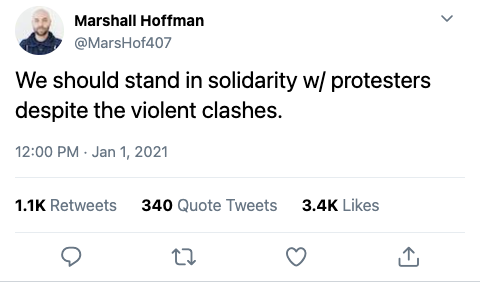 Marshall Hoffman
@MarsHof407
We should stand in solidarity w/ protesters
despite the violent clashes.
12:00 PM · Jan 1, 2021
1.1K Retweets 340 Quote Tweets 3.4K Likes